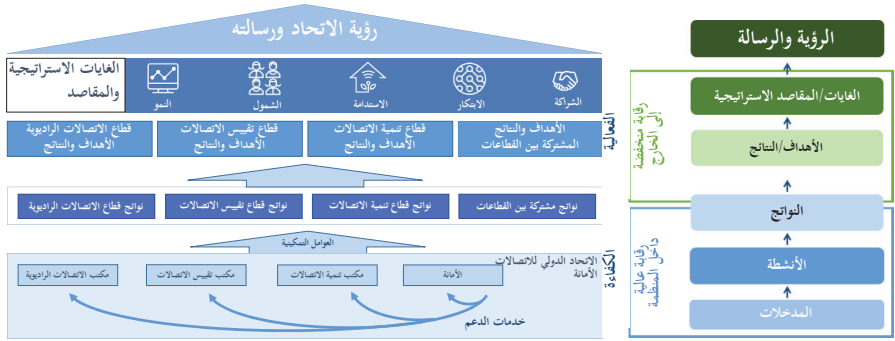 رؤية الاتحاد ورسالته
الغايات الاستراتيجية
والمقاصد
الشراكة
الابتكار
الاستدامة
الشمول
النمو
الأهداف والنتائج
المشتركة بين القطاعات
قطاع تنمية الاتصالات
الأهداف والنتائج
قطاع تقييس الاتصالات
الأهداف والنتائج
قطاع الاتصالات الراديوية
الأهداف والنتائج
الفعالية
نواتج مشتركة بين القطاعات
نواتج قطاع تنمية الاتصالات
نواتج قطاع تقييس الاتصالات
نواتج قطاع الاتصالات الراديوية
العوامل التمكينية
الكفاءة
الاتحاد الدولي للاتصالات
الأمانة
الأمانة
مكتب تنمية الاتصالات
مكتب تقييس الاتصالات
مكتب الاتصالات الراديوية
خدمات الدعم
الرؤية والرسالة
الغايات/المقاصد الاستراتيجية
الأهداف/النتائج
النواتج
الأنشطة
المدخلات
رقابة منخفضة
إلى الخارج
رقابة عالية
داخل المنظمة